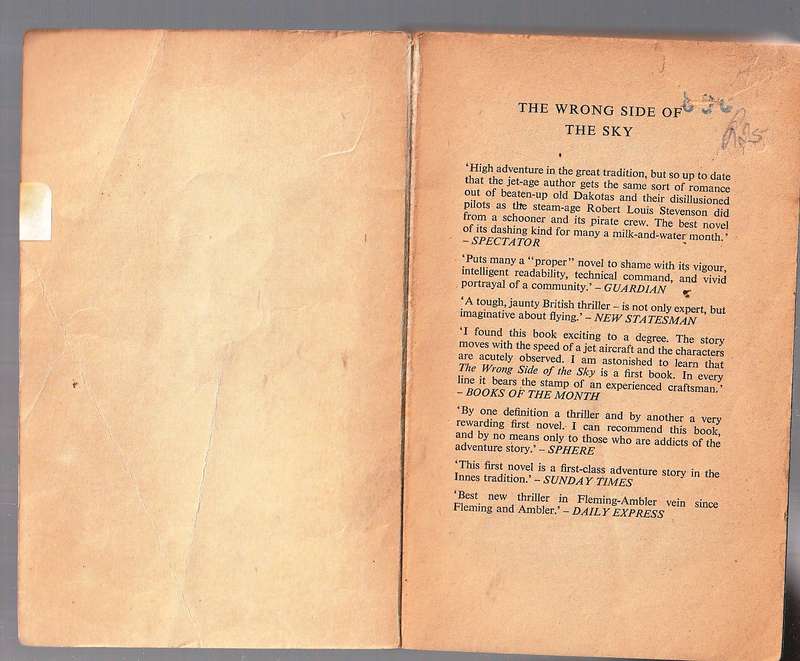 THE WRONG SIDE OF
THE SKY
'High adventure in the great tradition, but so up to date
that the jet-age author gets the same sort of romance
out of beaten-up old Dakotas and their disillusioned
pilots as the steam-age Robert Louis Stevenson did
from a schooner and its pirate crew. The best novel
of its dashing kind for many a milk-and-water month.'
– SPECTATOR
'Puts many a "proper" novel to shame with its vigour,
intelligent readability, technical command, and vivid
portrayal of a community.' – GUARDIAN
'A tough, jaunty British thriller – is not only expert, but
imaginative about flying.' – NEW STATESMAN
'I found this book exciting to a degree. The story
moves with the speed of a jet aircraft and the characters
are acutely observed. I am astonished to learn that
The Wrong Side of the Sky is a first book. In every
line it bears the stamp of an experienced craftsman.'
– BOOKS OF THE MONTH
'By one definition a thriller and by another a very
rewarding first novel. I can recommend this book,
and by no means only to those who are addicts of the
adventure story.' – SPHERE
'This first novel is a first-class adventure story in the
Innes tradition.' – SUNDAY TIMES
'Best new thriller in Fleming-Ambler vein since
Fleming and Ambler.' – DAILY EXPRESS